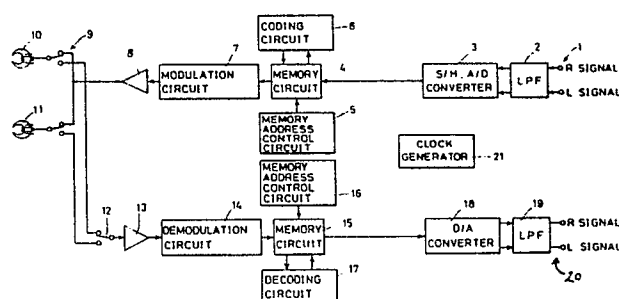 10
9
8
7
6
CODING
CIRCUIT
MODULATION
CIRCUIT
MEMORY
CIRCUIT
4
3
S/H, A/D
CONVERTER
2
LPF
1
R SIGNAL
L SIGNAL
11
MEMORY
ADDRESS
CONTROL
CIRCUIT
5
CLOCK
GENERATOR
21
MEMORY
ADDRESS
CONTROL
CIRCUIT
16
12
13
14
DEMODULATION
CIRCUIT
15
MEMORY
CIRCUIT
DECODING
CIRCUIT
17
18
D/A
CONVERTER
19
LPF
R SIGNAL
L SIGNAL
20